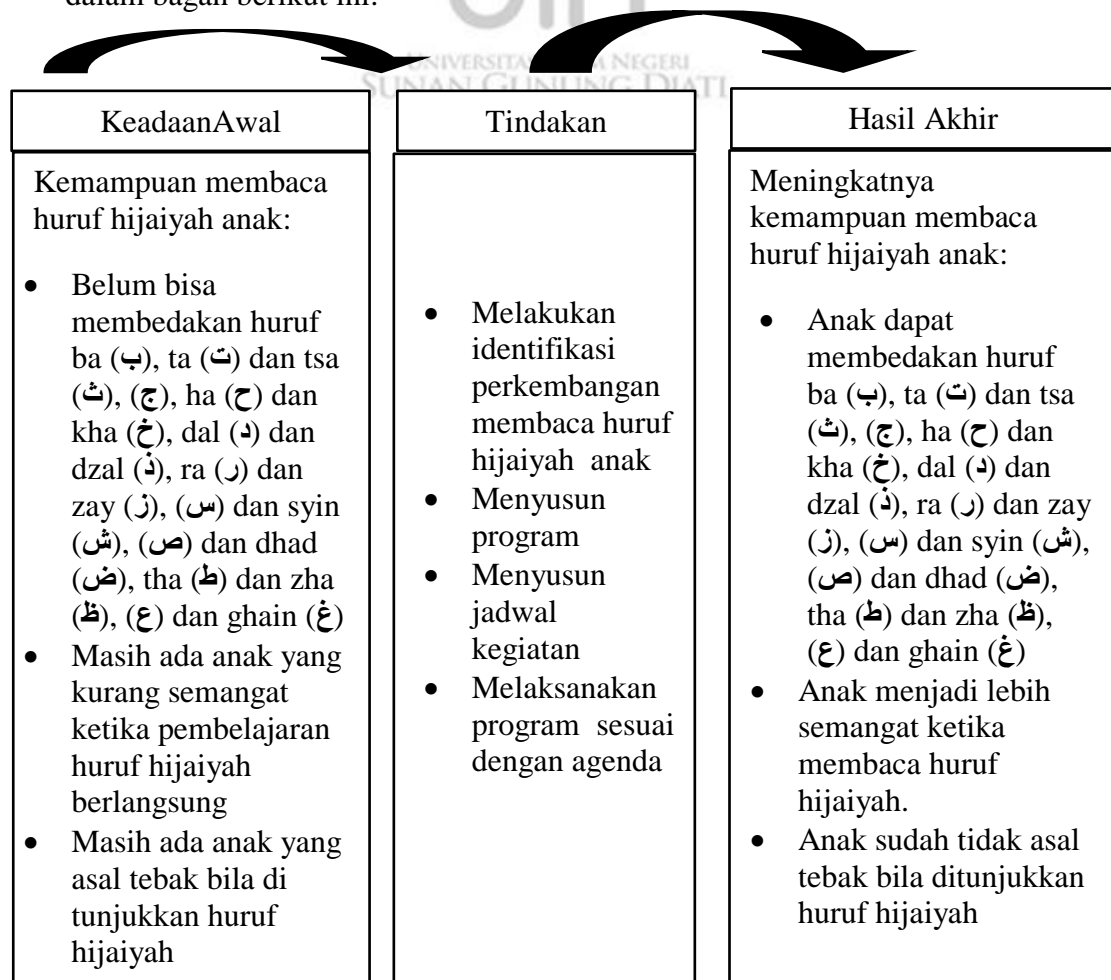 dalam bagan berikut ini:
UNIVERSITAS NEGERI
SUNAN GUNUNG DJATI
KeadaanAwal
Kemampuan membaca
huruf hijaiyah anak:
• Belum bisa
membedakan huruf
ba (ب), ta (ت) dan tsa
(ث), (ج), ha (ح) dan
kha (خ), dal (د) dan
dzal (ذ), ra (ر) dan
zay (ز), (س) dan syin
(ش), (ص) dan dhad
(ض), tha (ط) dan zha
(ظ), (ع) dan ghain (غ)
• Masih ada anak yang
kurang semangat
ketika pembelajaran
huruf hijaiyah
berlangsung
• Masih ada anak yang
asal tebak bila di
tunjukkan huruf
hijaiyah
Tindakan
• Melakukan
identifikasi
perkembangan
membaca huruf
hijaiyah anak
• Menyusun
program
• Menyusun
jadwal
kegiatan
• Melaksanakan
program sesuai
dengan agenda
Hasil Akhir
Meningkatnya
kemampuan membaca
huruf hijaiyah anak:
• Anak dapat
membedakan huruf
ba (ب), ta (ت) dan tsa
(ث), (ج), ha (ح) dan
kha (خ), dal (د) dan
dzal (ذ), ra (ر) dan zay
(ز), (س) dan syin (ش),
(ص) dan dhad (ض),
tha (ط) dan zha (ظ),
(ع) dan ghain (غ)
• Anak menjadi lebih
semangat ketika
membaca huruf
hijaiyah.
• Anak sudah tidak asal
tebak bila ditunjukkan
huruf hijaiyah